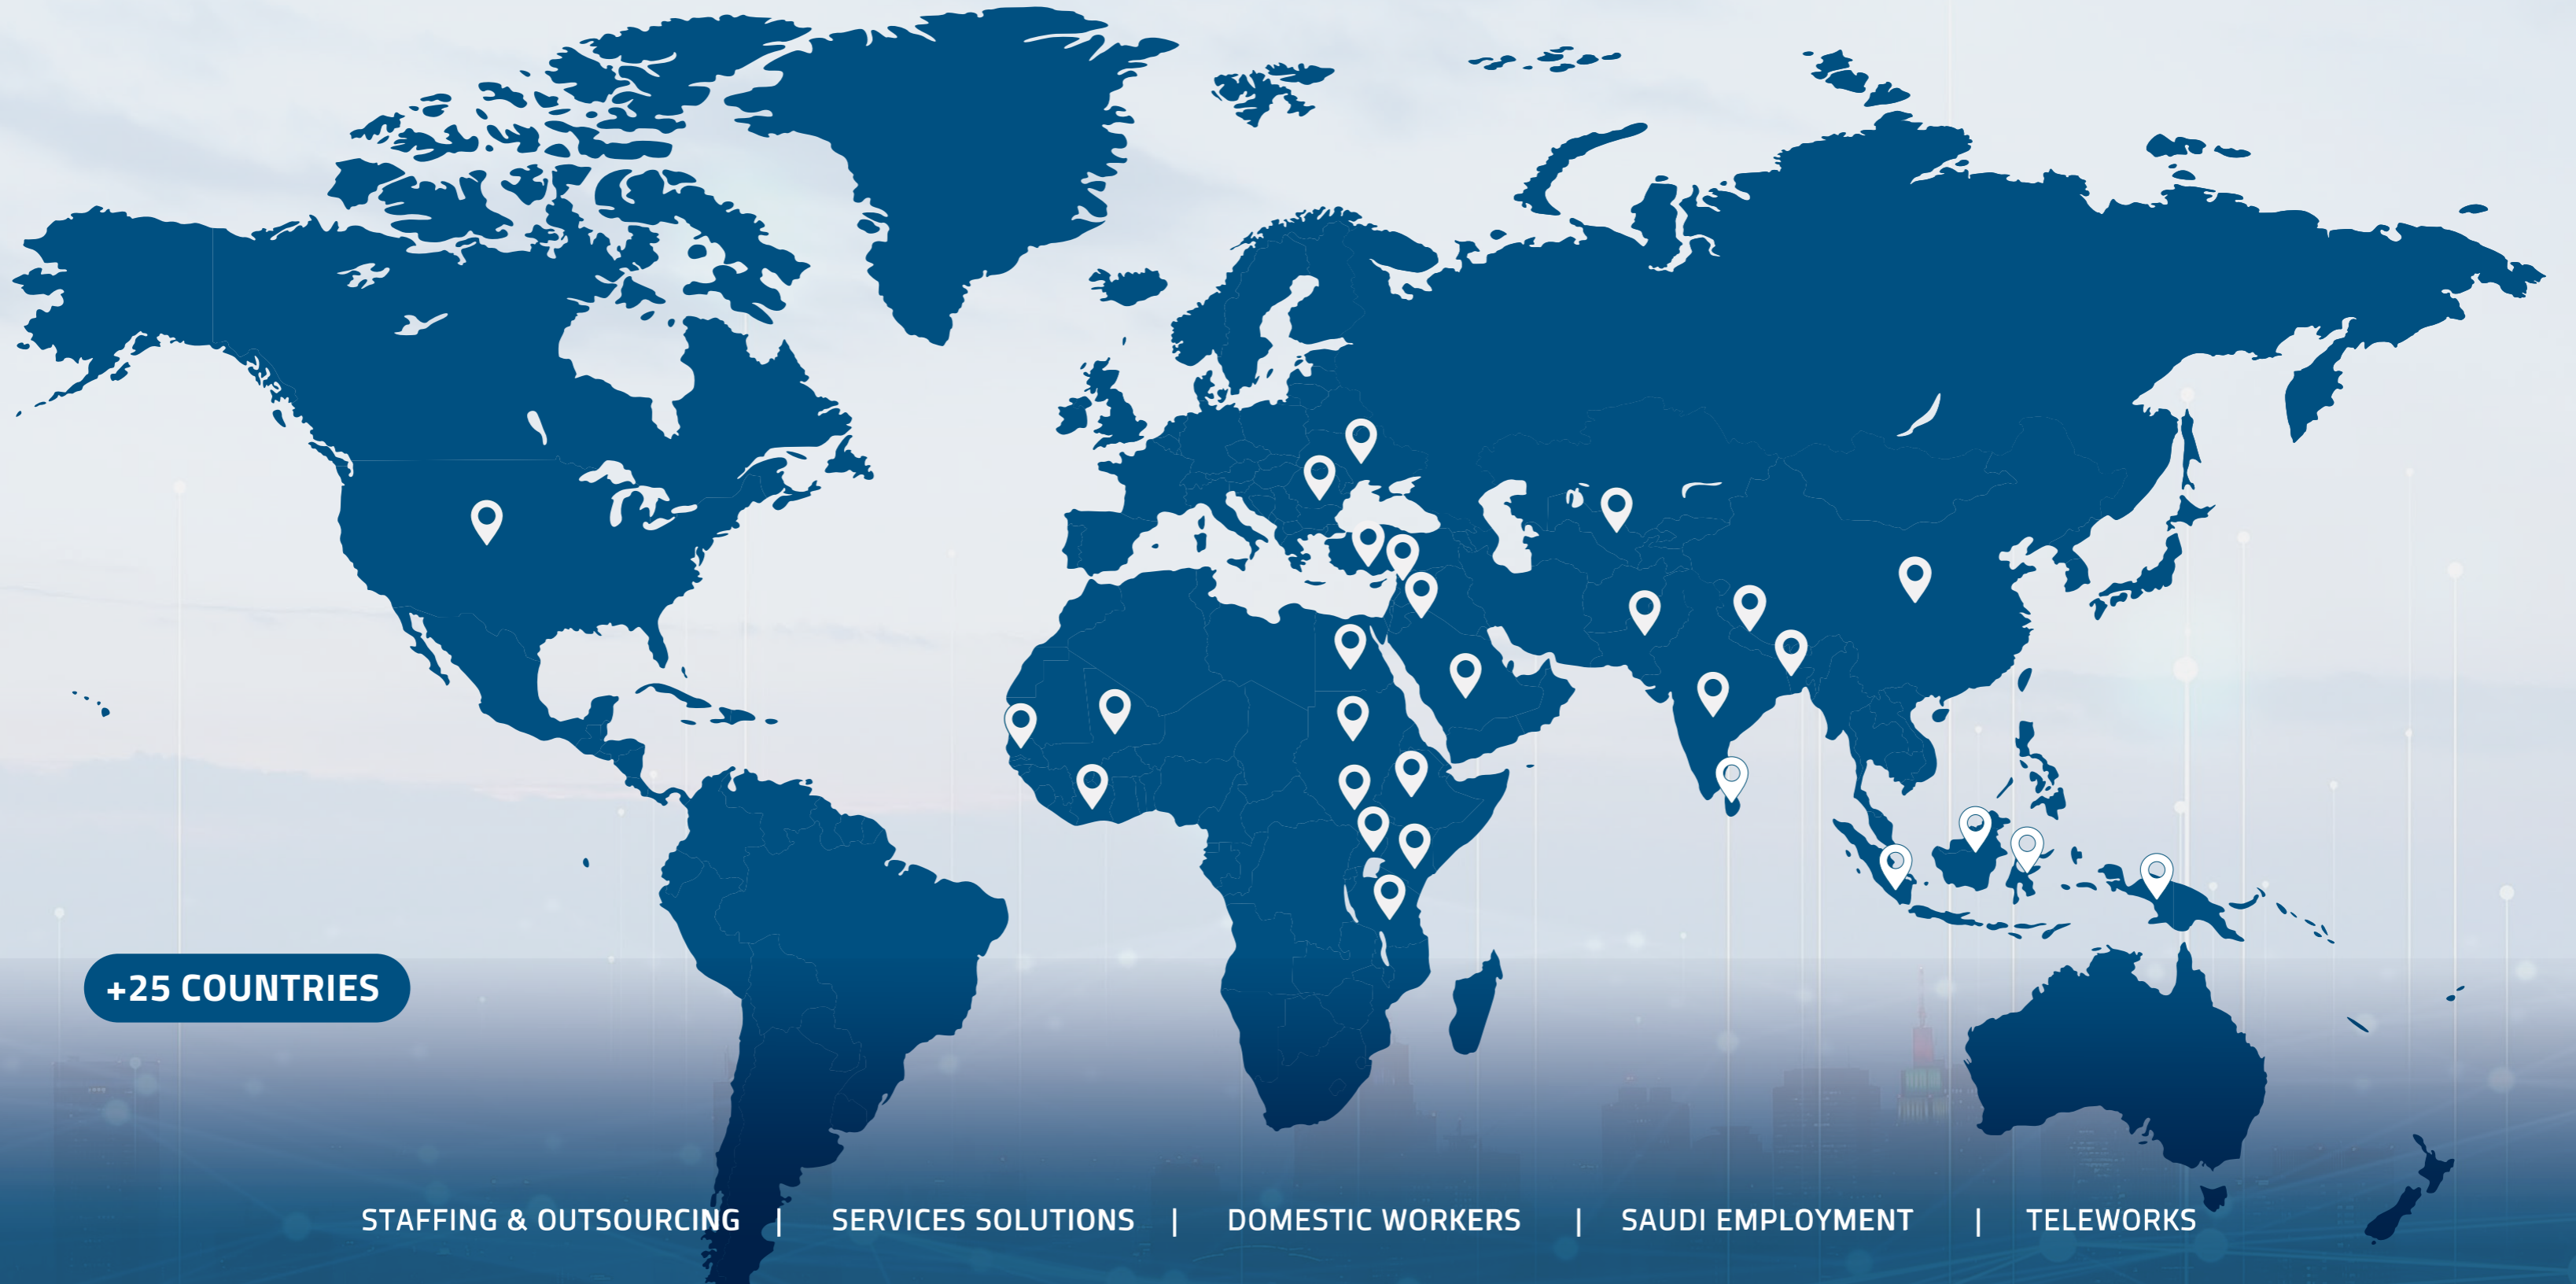 +25 COUNTRIES
STAFFING & OUTSOURCING | SERVICES SOLUTIONS | DOMESTIC WORKERS | SAUDI EMPLOYMENT | TELEWORKS